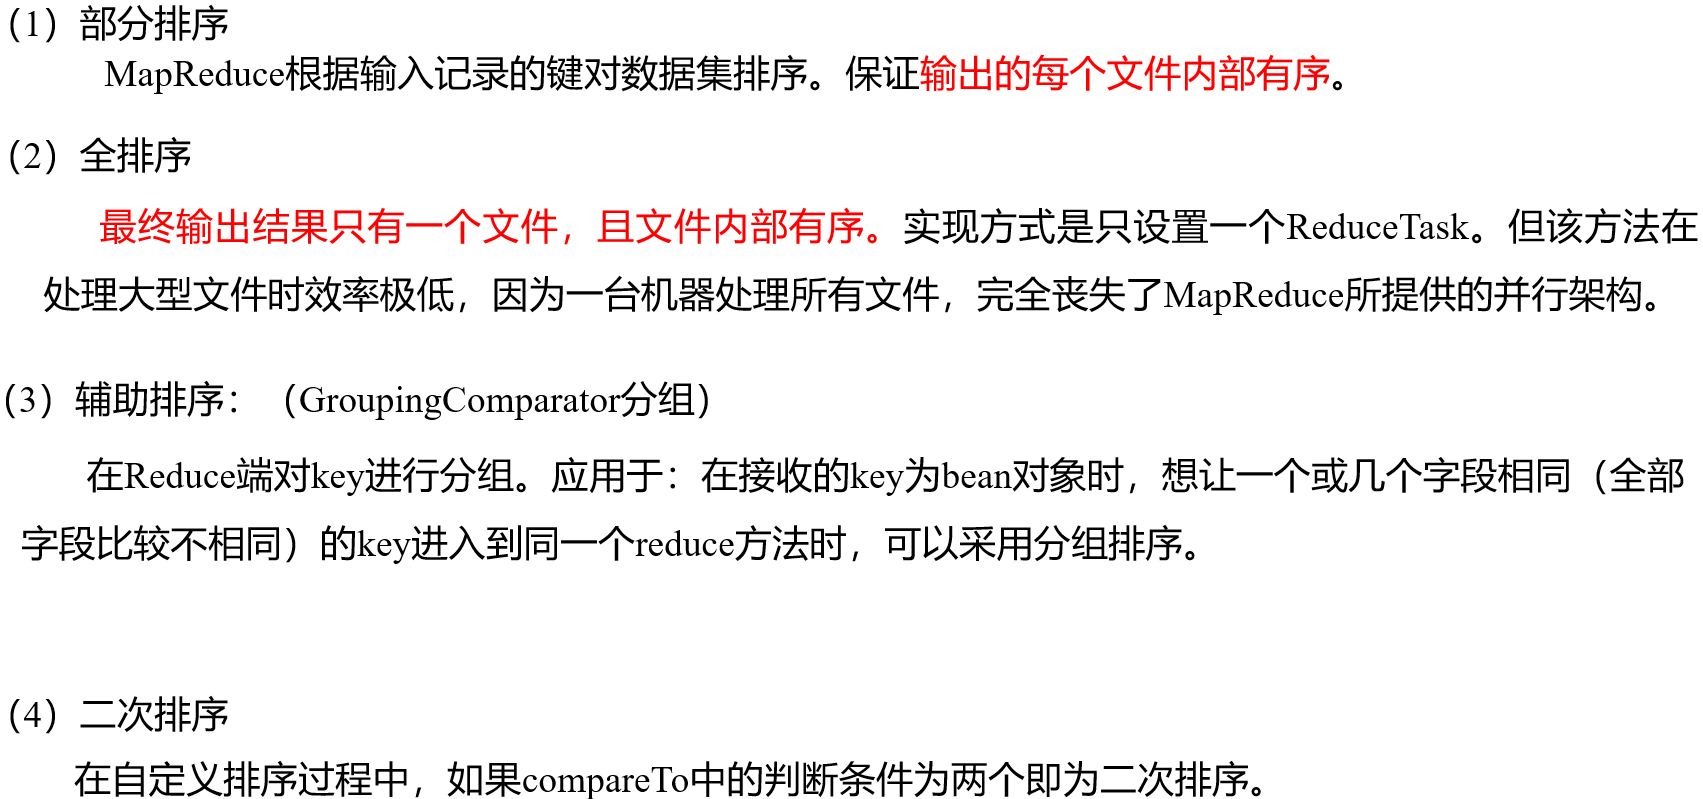 （1）部分排序
MapReduce根据输入记录的键对数据集排序。保证输出的每个文件内部有序。
（2）全排序
最终输出结果只有一个文件，且文件内部有序。实现方式是只设置一个ReduceTask。但该方法在
处理大型文件时效率极低，因为一台机器处理所有文件，完全丧失了MapReduce所提供的并行架构。
（3）辅助排序：（GroupingComparator分组）
在Reduce端对key进行分组。应用于：在接收的key为bean对象时，想让一个或几个字段相同（全部
字段比较不相同）的key进入到同一个reduce方法时，可以采用分组排序。
（4）二次排序
在自定义排序过程中，如果compareTo中的判断条件为两个即为二次排序。